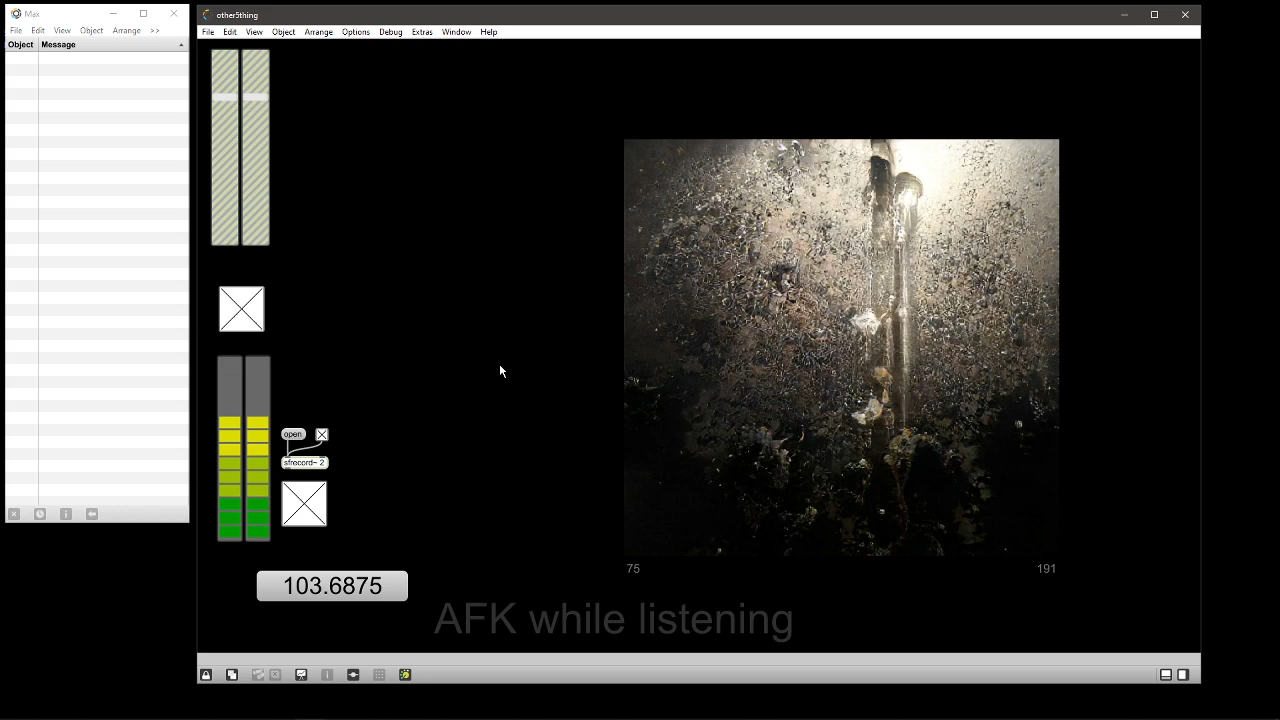 Max
File Edit View Object Arrange >>
Object Message
other5thing
File Edit View Object Arrange Options Debug Extras Window Help
open
sfrecord~ 2
103.6875
75
191
AFK while listening